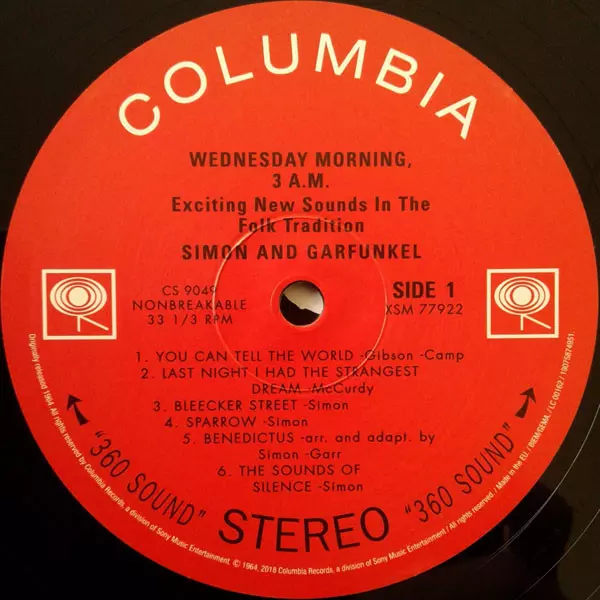 COLUMBIA
WEDNESDAY MORNING,
3 A.M.
Exciting New Sounds In The
Folk Tradition
SIMON AND GARFUNKEL
CS 9049
NONBREAKABLE
33 1/3 RPM
SIDE 1
XSM 77922
1. YOU CAN TELL THE WORLD -Gibson -Camp
2. LAST NIGHT I HAD THE STRANGEST
DREAM -McCurdy
3. BLEECKER STREET -Simon
4. SPARROW -Simon
5. BENEDICTUS -arr. and adapt. by
Simon - Garr
6. THE SOUNDS OF
SILENCE -Simon
"360 SOUND" STEREO "360 SOUND"
Originally released 1964. All rights reserved by Columbia Records, a division of Sony Music Entertainment. © 1964, 2018 Columbia Records, a division of Sony Music Entertainment / All rights reserved. / Made in the EU. / BIEM/GEMA. / LC 00162 / 19075874951.